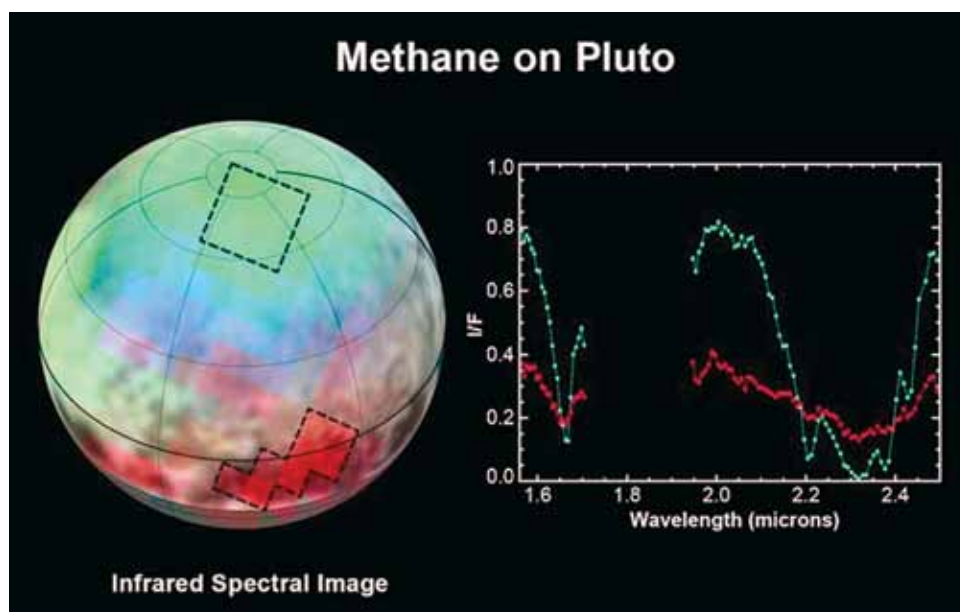 Methane on Pluto
1.0
0.8
0.6
0.4
0.2
0.0
I/F
1.6 1.8 2.0 2.2 2.4
Wavelength (microns)
Infrared Spectral Image